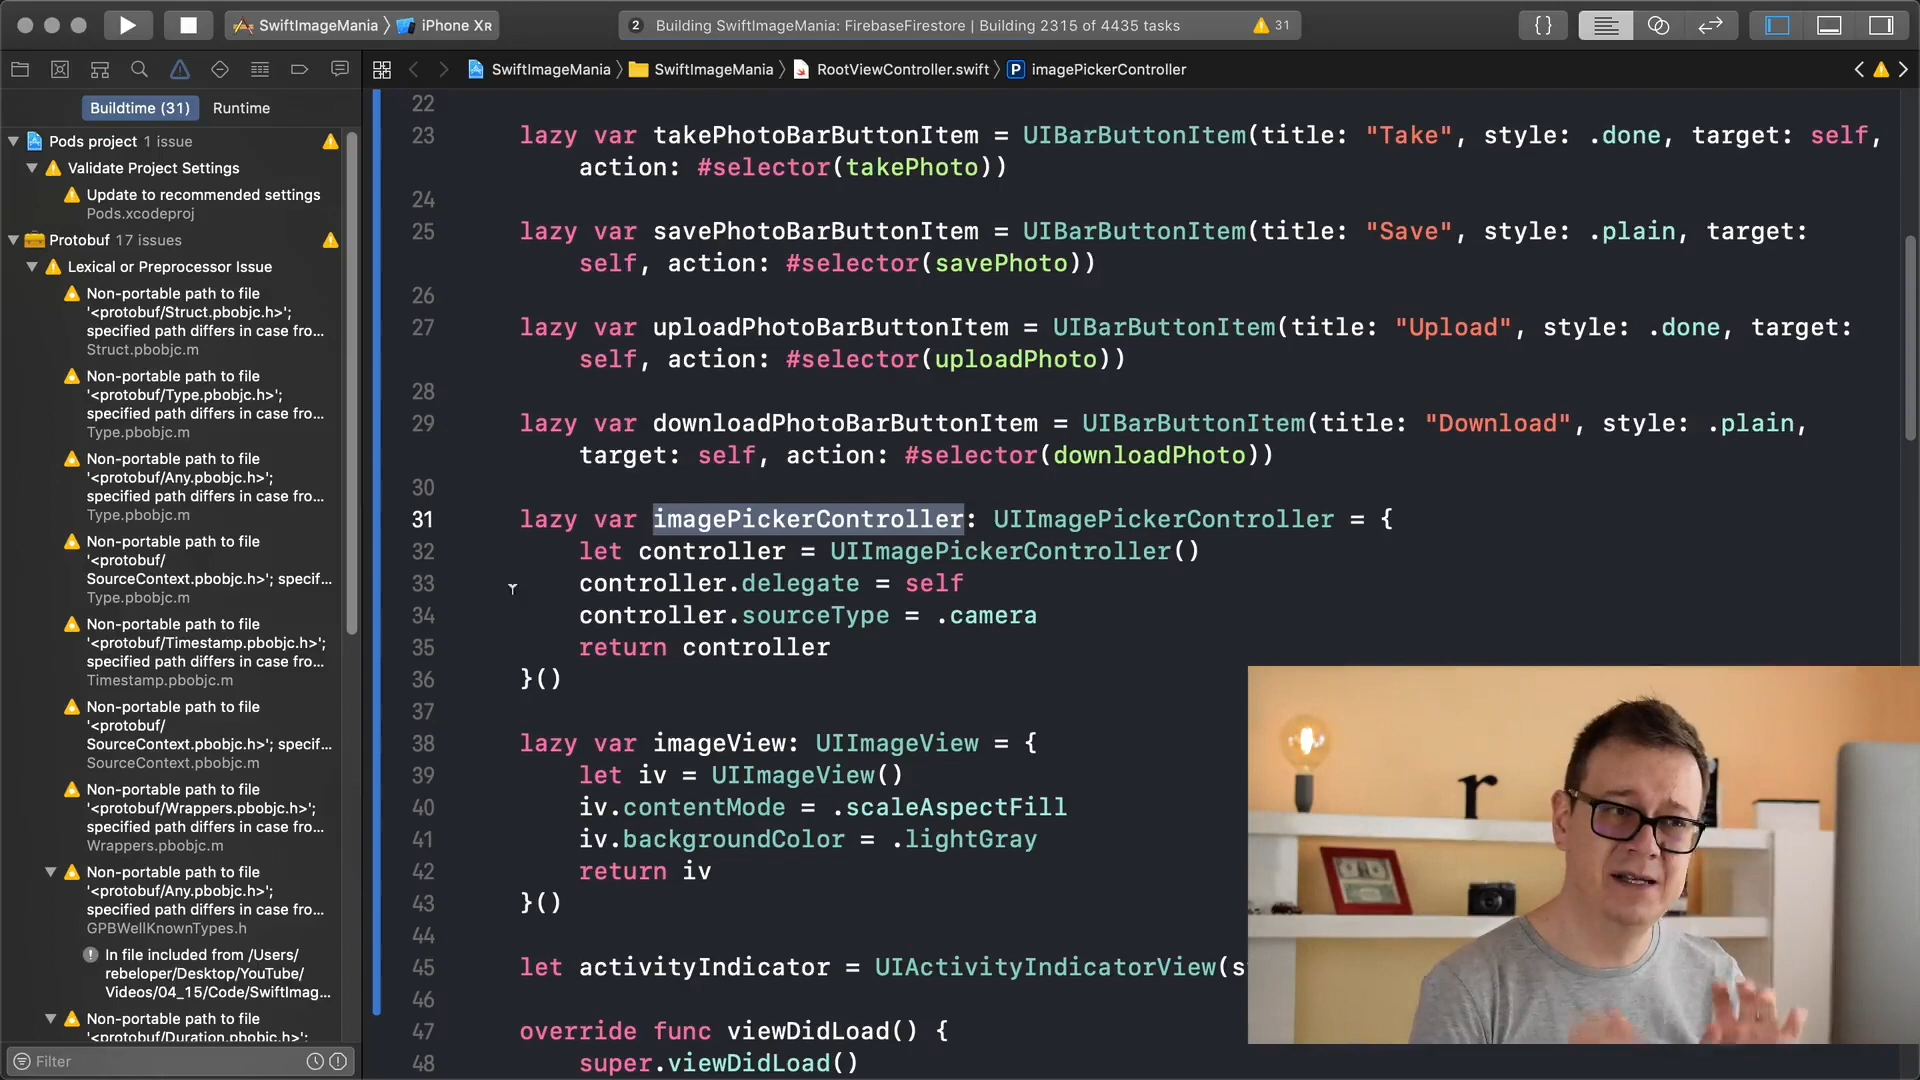 SwiftImageMania 〉 iPhone XR
2 Building SwiftImageMania: FirebaseFirestore | Building 2315 of 4435 tasks 31
SwiftImageMania 〉 SwiftImageMania 〉 RootViewController.swift 〉 P imagePickerController
Buildtime (31) Runtime
Pods project 1 issue
Validate Project Settings
Update to recommended settings
Pods.xcodeproj
Protobuf 17 issues
Lexical or Preprocessor Issue
Non-portable path to file
'<protobuf/Struct.pbobjc.h>';
specified path differs in case fro...
Struct.pbobjc.m
Non-portable path to file
'<protobuf/Type.pbobjc.h>';
specified path differs in case fro...
Type.pbobjc.m
Non-portable path to file
'<protobuf/Any.pbobjc.h>';
specified path differs in case fro...
Type.pbobjc.m
Non-portable path to file
'<protobuf/
SourceContext.pbobjc.h>'; specif...
Type.pbobjc.m
Non-portable path to file
'<protobuf/Timestamp.pbobjc.h>';
specified path differs in case fro...
Timestamp.pbobjc.m
Non-portable path to file
'<protobuf/
SourceContext.pbobjc.h>'; specif...
SourceContext.pbobjc.m
Non-portable path to file
'<protobuf/Wrappers.pbobjc.h>';
specified path differs in case fro...
Wrappers.pbobjc.m
Non-portable path to file
'<protobuf/Any.pbobjc.h>';
specified path differs in case fro...
GPBWellKnownTypes.h
In file included from /Users/
rebeloper/Desktop/YouTube/
Videos/04_15/Code/SwiftImag...
Non-portable path to file
'<protobuf/Duration.pbobjc.h>';
Filter
22
23 lazy var takePhotoBarButtonItem = UIBarButtonItem(title: "Take", style: .done, target: self,
action: #selector(takePhoto))
24
25 lazy var savePhotoBarButtonItem = UIBarButtonItem(title: "Save", style: .plain, target:
self, action: #selector(savePhoto))
26
27 lazy var uploadPhotoBarButtonItem = UIBarButtonItem(title: "Upload", style: .done, target:
self, action: #selector(uploadPhoto))
28
29 lazy var downloadPhotoBarButtonItem = UIBarButtonItem(title: "Download", style: .plain,
target: self, action: #selector(downloadPhoto))
30
31 lazy var imagePickerController: UIImagePickerController = {
32 let controller = UIImagePickerController()
33 controller.delegate = self
34 controller.sourceType = .camera
35 return controller
36 }()
37
38 lazy var imageView: UIImageView = {
39 let iv = UIImageView()
40 iv.contentMode = .scaleAspectFill
41 iv.backgroundColor = .lightGray
42 return iv
43 }()
44
45 let activityIndicator = UIActivityIndicatorView(s
46
47 override func viewDidLoad() {
48 super.viewDidLoad()
r